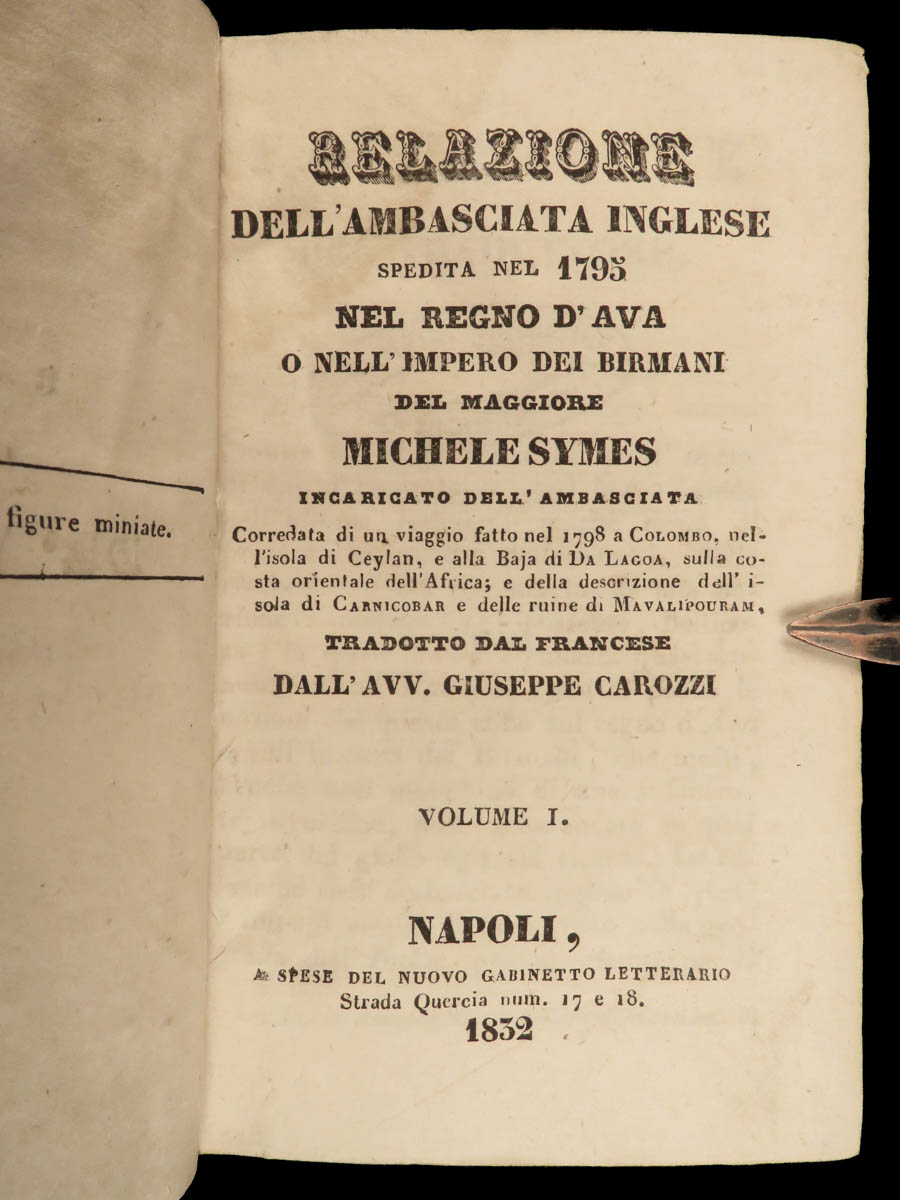 figure miniate.
RELAZIONE
DELL'AMBASCIATA INGLESE
SPEDITA NEL 1795
NEL REGNO D'AVA
O NELL'IMPERO DEI BIRMANI
DEL MAGGIORE
MICHELE SYMES
INCARICATO DELL'AMBASCIATA
Corredata di un viaggio fatto nel 1798 a COLOMBO, nel-
l'isola di Ceylan, e alla Baja di DA LAGOA, sulla co-
sta orientale dell'Africa; e della descrizione dell' i-
sola di CARNICOBAR e delle ruine di MAVALIPOURAM,
TRADOTTO DAL FRANCESE
DALL'AVV. GIUSEPPE CAROZZI
VOLUME I.
NAPOLI,
A SPESE DEL NUOVO GABINETTO LETTERARIO
Strada Quercia num. 17 e 18.
1832